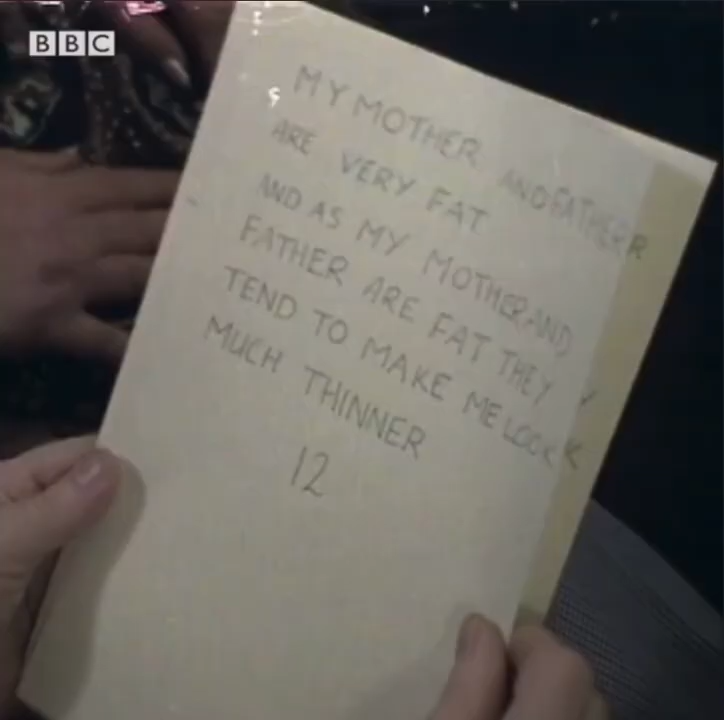 BBC
MY MOTHER AND FATHER
ARE VERY FAT
AND AS MY MOTHER AND
FATHER ARE FAT THEY
TEND TO MAKE ME LOOK
MUCH THINNER
12